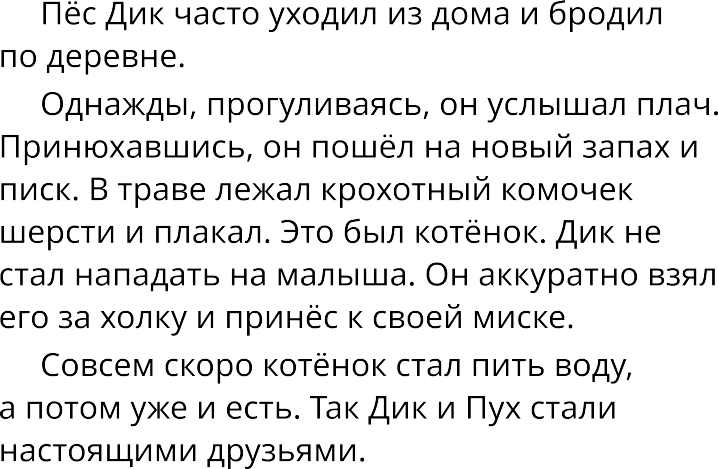 Пёс Дик часто уходил из дома и бродил
по деревне.
Однажды, прогуливаясь, он услышал плач.
Принюхавшись, он пошёл на новый запах и
писк. В траве лежал крохотный комочек
шерсти и плакал. Это был котёнок. Дик не
стал нападать на малыша. Он аккуратно взял
его за холку и принёс к своей миске.
Совсем скоро котёнок стал пить воду,
а потом уже и есть. Так Дик и Пух стали
настоящими друзьями.